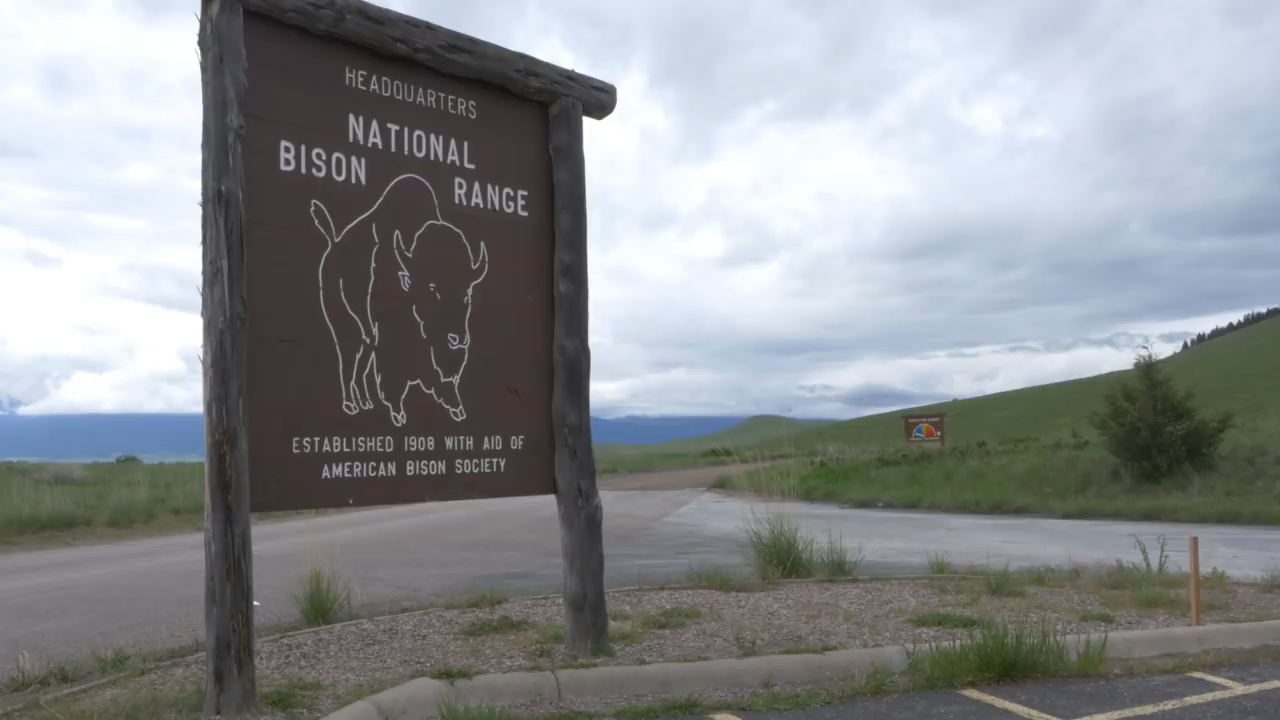 HEADQUARTERS
NATIONAL
BISON RANGE
ESTABLISHED 1908 WITH AID OF
AMERICAN BISON SOCIETY